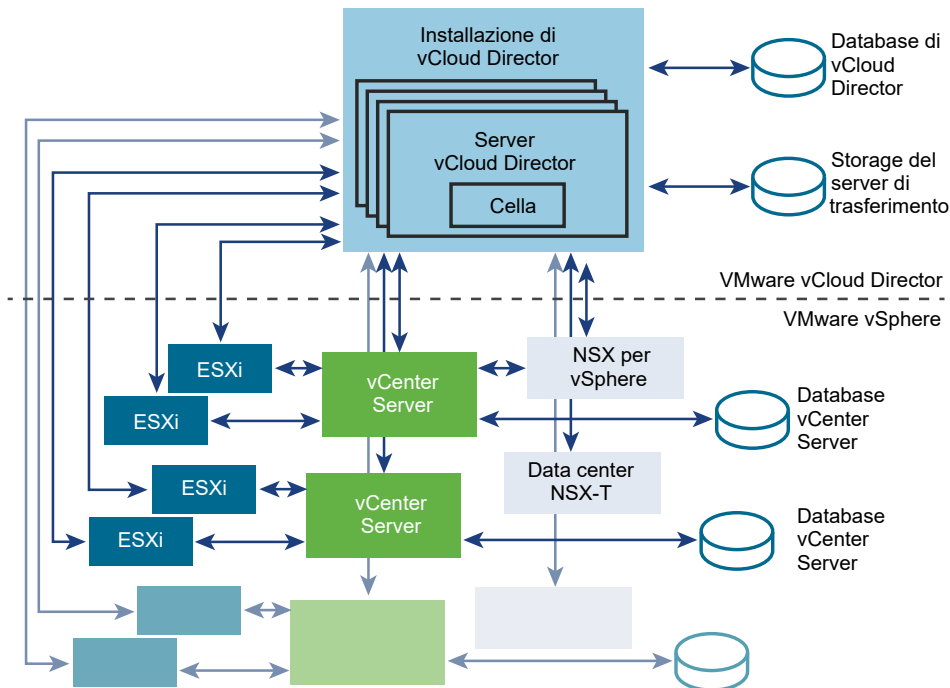 Installazione di
vCloud Director
Server
vCloud Director
Cella
Database di
vCloud
Director
Storage del
server di
trasferimento
VMware vCloud Director
VMware vSphere
ESXi
vCenter
Server
NSX per
vSphere
ESXi
Database
vCenter
Server
ESXi
vCenter
Server
Data center
NSX-T
ESXi
Database
vCenter
Server